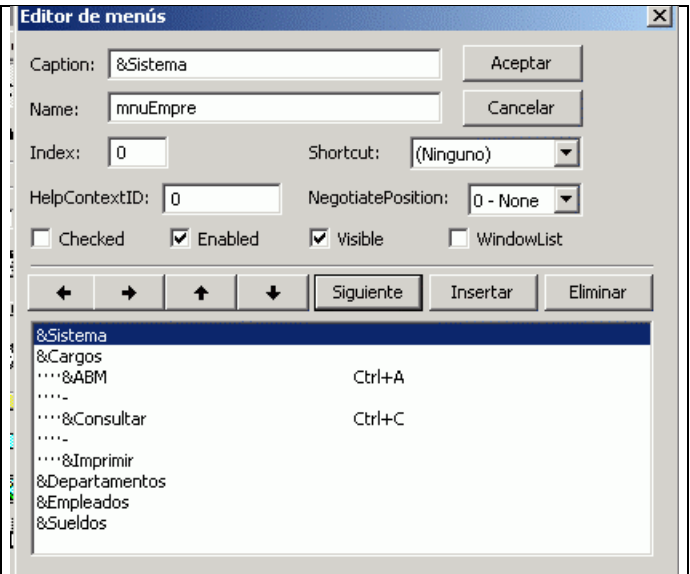 Editor de menús
Caption: &Sistema Aceptar
Name: mnuEmpre Cancelar
Index: 0 Shortcut: (Ninguno)
HelpContextID: 0 NegotiatePosition: 0 - None
Checked Enabled Visible WindowList
Siguiente Insertar Eliminar
&Sistema
&Cargos
····&ABM Ctrl+A
····-
····&Consultar Ctrl+C
····-
····&Imprimir
&Departamentos
&Empleados
&Sueldos